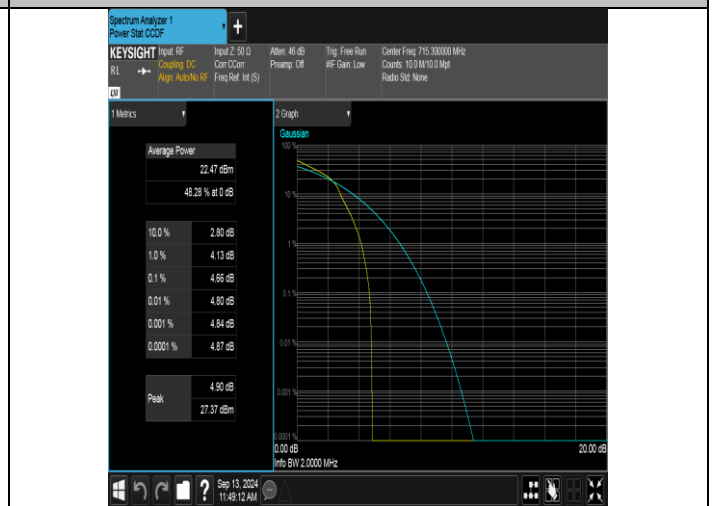 Spectrum Analyzer 1
Power Stat CCDF
+
KEYSIGHT Input: RF Input Z: 50 Ω Atten: 46 dB Trig: Free Run Center Freq: 715.300000 MHz
RL Coupling: DC Corr CCorr Preamp: Off #IF Gain: Low Counts: 10.0 M/10.0 Mpt
Align: Auto/No RF Freq Ref: Int (S) Radio Std: None
LXI
1 Metrics
2 Graph
Average Power
22.47 dBm
48.28 % at 0 dB
10.0 % 2.80 dB
1.0 % 4.13 dB
0.1 % 4.66 dB
0.01 % 4.80 dB
0.001 % 4.84 dB
0.0001 % 4.87 dB
Peak 4.90 dB
27.37 dBm
Gaussian
100 %
10 %
1 %
0.1 %
0.01 %
0.001 %
0.0001 %
0.00 dB 20.00 dB
Info BW 2.0000 MHz
?
Sep 13, 2024
11:49:12 AM